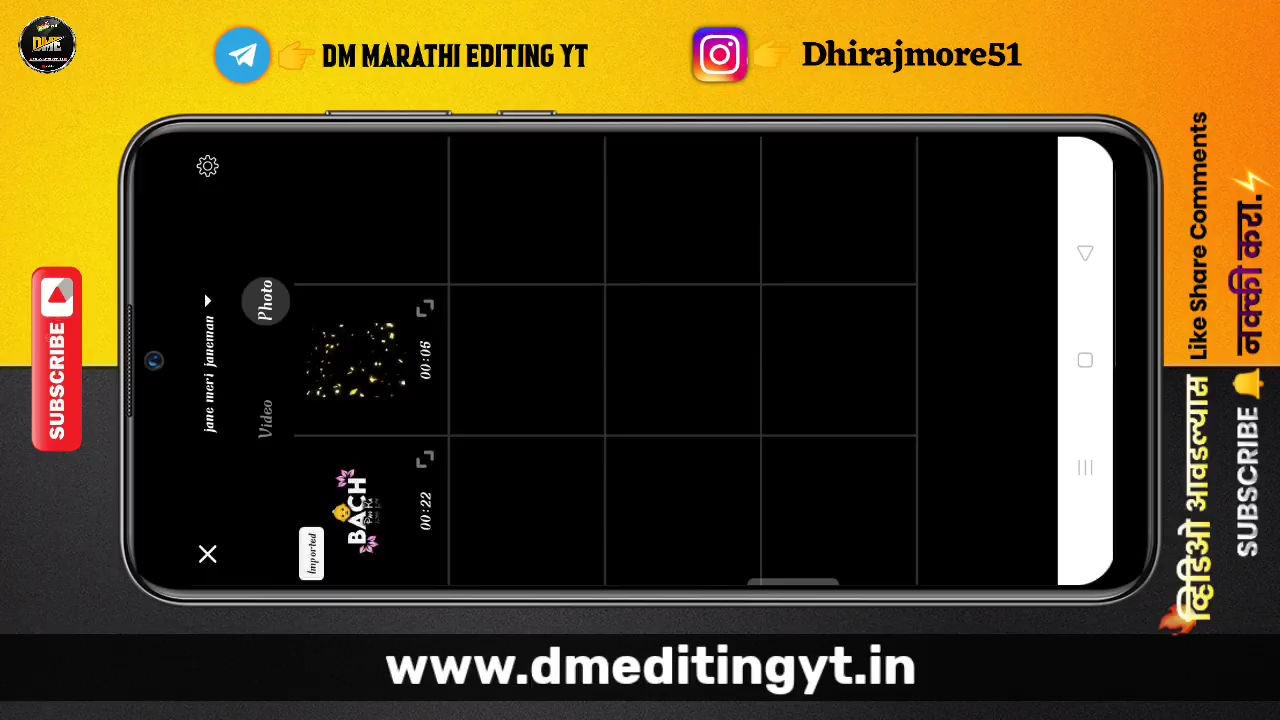 DME
DM MARATHI EDITING YT
Dhirajmore51
SUBSCRIBE
jane meri janeman
Photo
Video
00:06
00:22
BACH
Imported
Like Share Comments
नक्की करा.
व्हिडिओ आवडल्यास
SUBSCRIBE
www.dmeditingyt.in